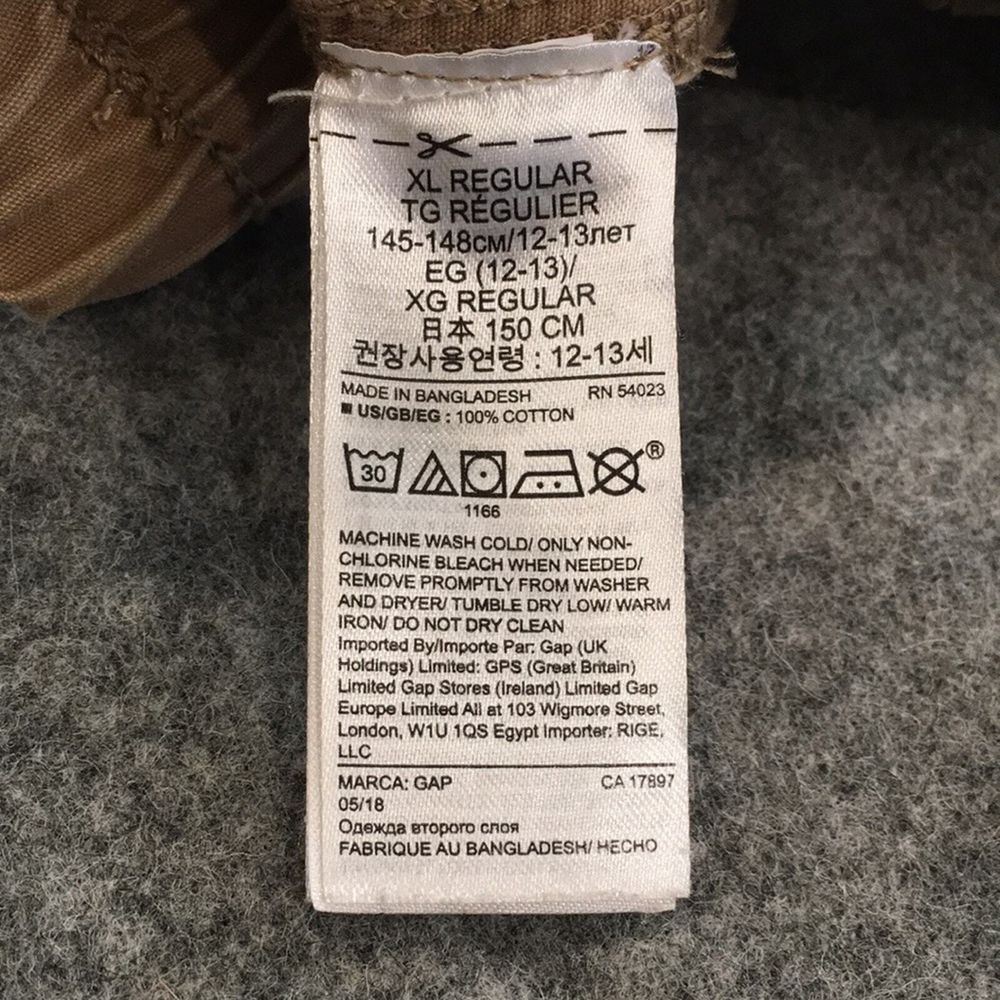 XL REGULAR
TG RÉGULIER
145-148см/12-13лет
EG (12-13)/
XG REGULAR
日本 150 CM
권장사용연령 : 12-13세
MADE IN BANGLADESH RN 54023
US/GB/EG : 100% COTTON
30 ®
1166
MACHINE WASH COLD/ ONLY NON-
CHLORINE BLEACH WHEN NEEDED/
REMOVE PROMPTLY FROM WASHER
AND DRYER/ TUMBLE DRY LOW/ WARM
IRON/ DO NOT DRY CLEAN
Imported By/Importe Par: Gap (UK
Holdings) Limited: GPS (Great Britain)
Limited Gap Stores (Ireland) Limited Gap
Europe Limited All at 103 Wigmore Street,
London, W1U 1QS Egypt Importer: RIGE,
LLC
MARCA: GAP CA 17897
05/18
Одежда второго слоя
FABRIQUE AU BANGLADESH/ HECHO